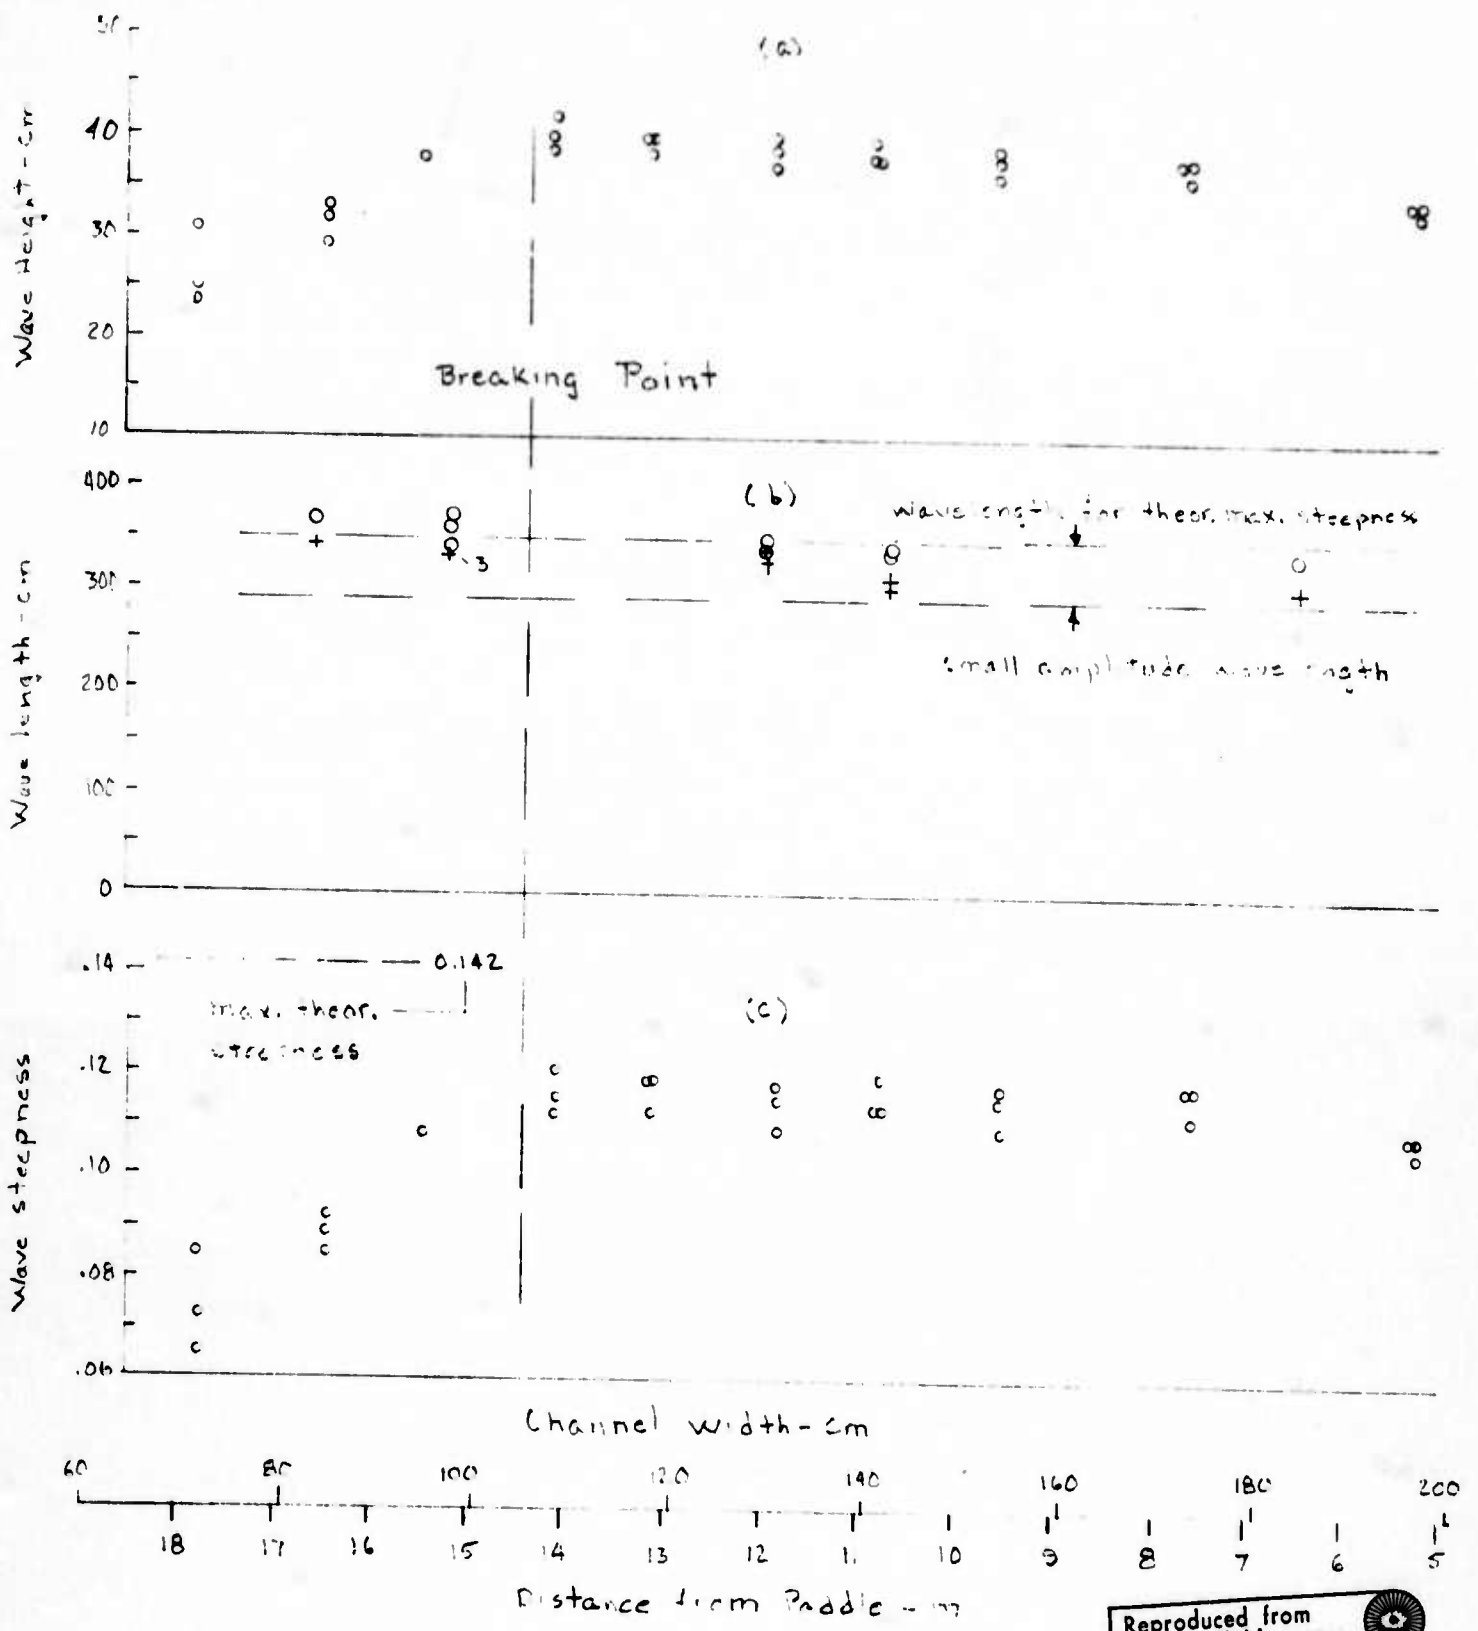 (a)
40
30
20
10
Wave Height - cm
Breaking Point
400
300
200
100
0
Wave length - cm
(b)
wavelength for theor. max. steepness
3
small amplitude wave length
.14
.12
.10
.08
.06
Wave steepness
0.142
max. theor.
steepness
(c)
Channel width - cm
60 80 100 120 140 160 180 200
18 17 16 15 14 13 12 11 10 9 8 7 6 5
Distance from Paddle - m
Reproduced from